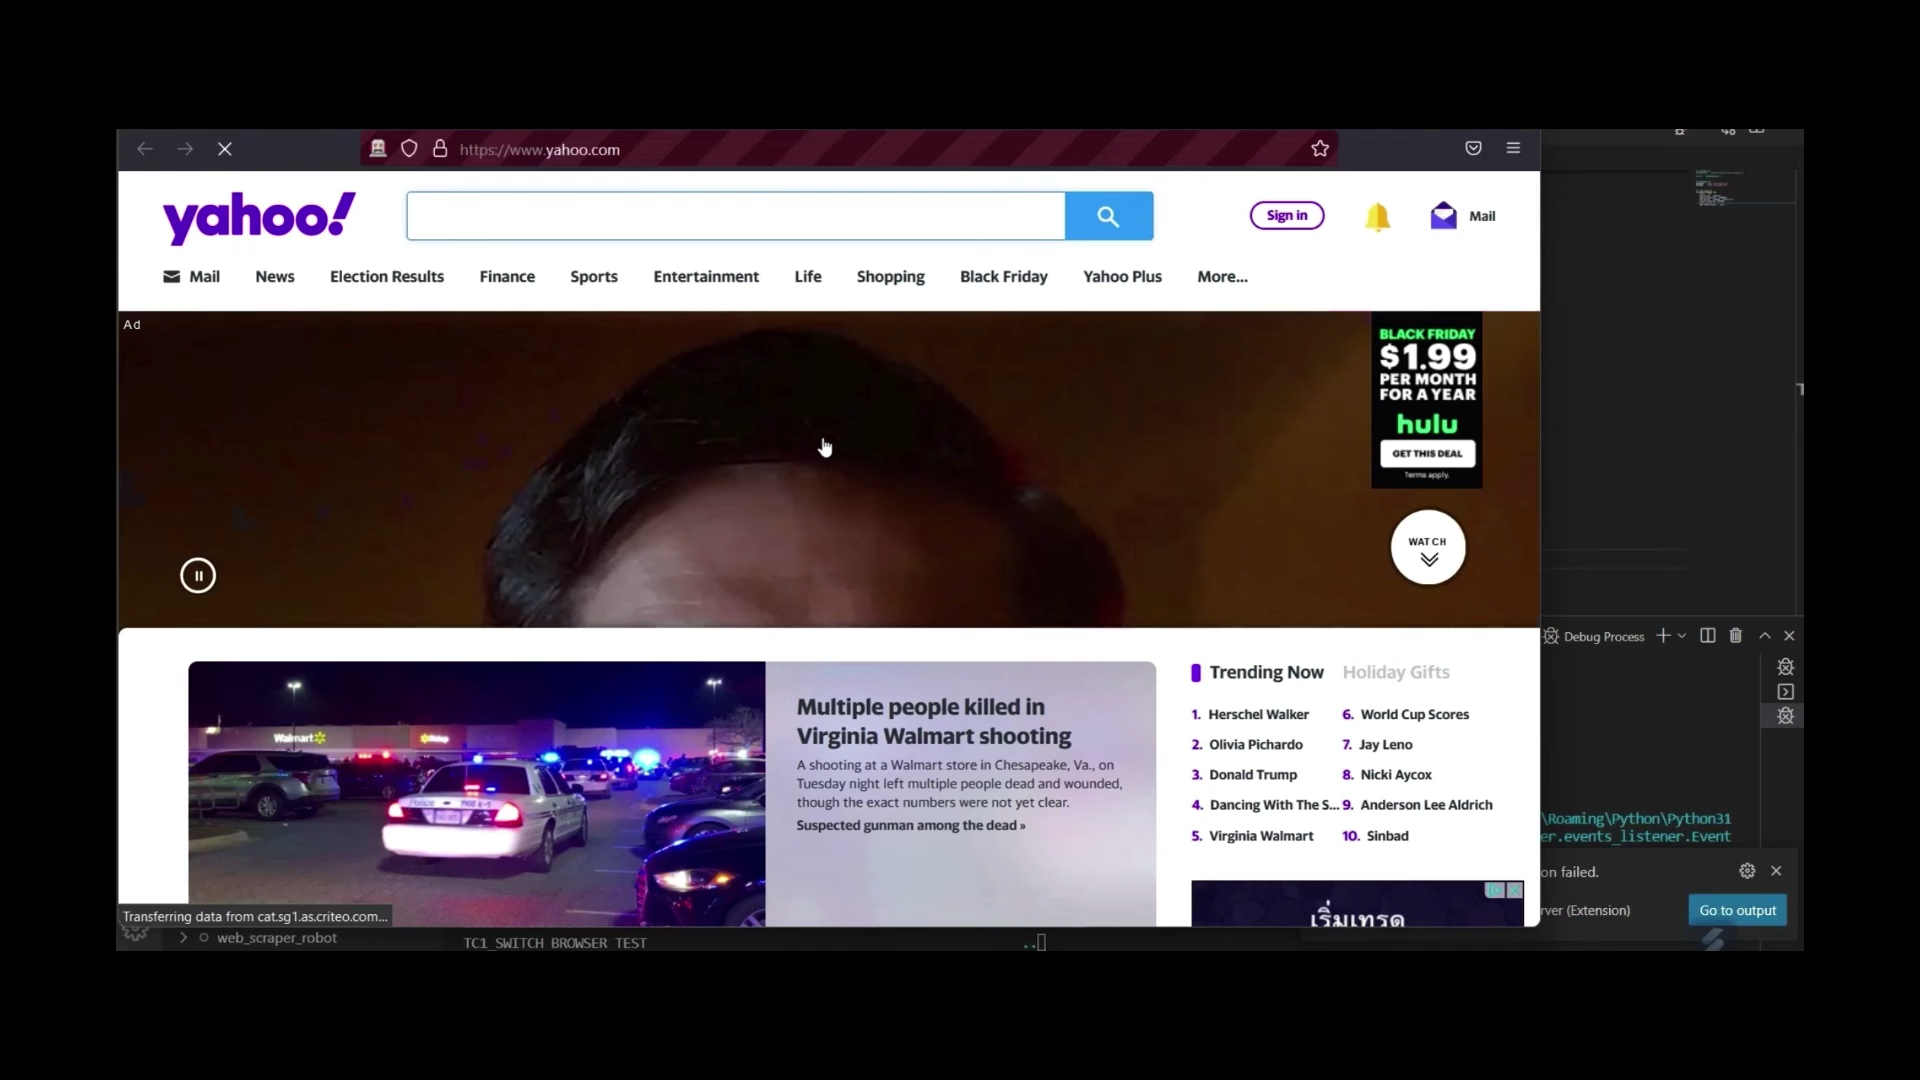 https://www.yahoo.com
yahoo!
Sign in
Mail
Mail News Election Results Finance Sports Entertainment Life Shopping Black Friday Yahoo Plus More...
Ad
BLACK FRIDAY
$1.99
PER MONTH
FOR A YEAR
hulu
GET THIS DEAL
Terms apply.
WATCH
Walmart
Multiple people killed in
Virginia Walmart shooting
A shooting at a Walmart store in Chesapeake, Va., on
Tuesday night left multiple people dead and wounded,
though the exact numbers were not yet clear.
Suspected gunman among the dead »
Trending Now Holiday Gifts
1. Herschel Walker
2. Olivia Pichardo
3. Donald Trump
4. Dancing With The S...
5. Virginia Walmart
6. World Cup Scores
7. Jay Leno
8. Nicki Aycox
9. Anderson Lee Aldrich
10. Sinbad
เริ่มเทรด
Transferring data from cat.sg1.as.criteo.com...
Debug Process
\Roaming\Python\Python31
er.events_listener.Event
on failed.
rver (Extension)
Go to output
web_scraper_robot
TC1 SWITCH BROWSER TEST
..